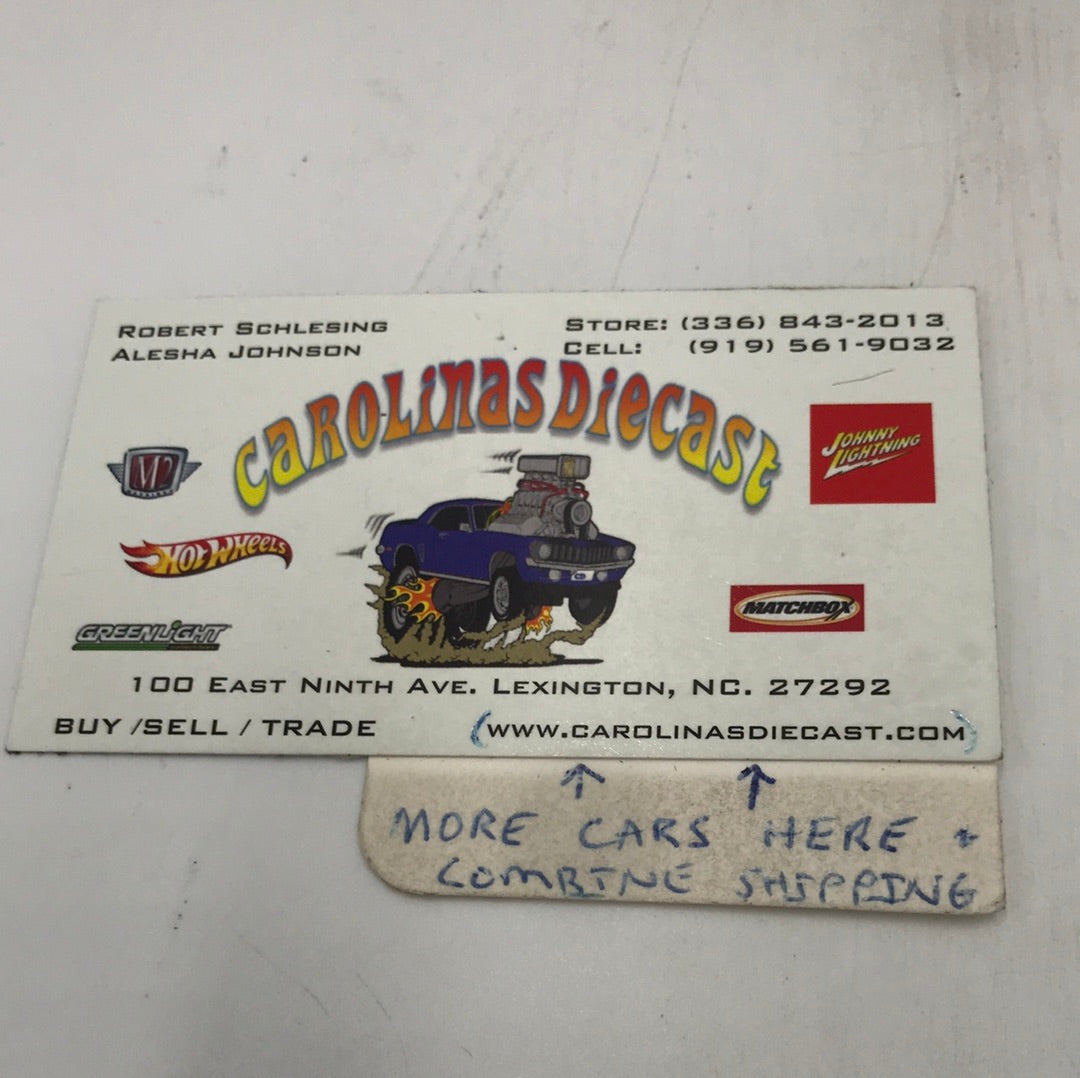 ROBERT SCHLESING
ALESHA JOHNSON
STORE: (336) 843-2013
CELL: (919) 561-9032
CAROLINAS DIECAST
M2
JOHNNY
LIGHTNING
HOT WHEELS
MATCHBOX
GREENLIGHT
100 EAST NINTH AVE. LEXINGTON, NC. 27292
BUY /SELL / TRADE
(WWW.CAROLINASDIECAST.COM)
MORE CARS HERE +
COMBINE SHIPPING